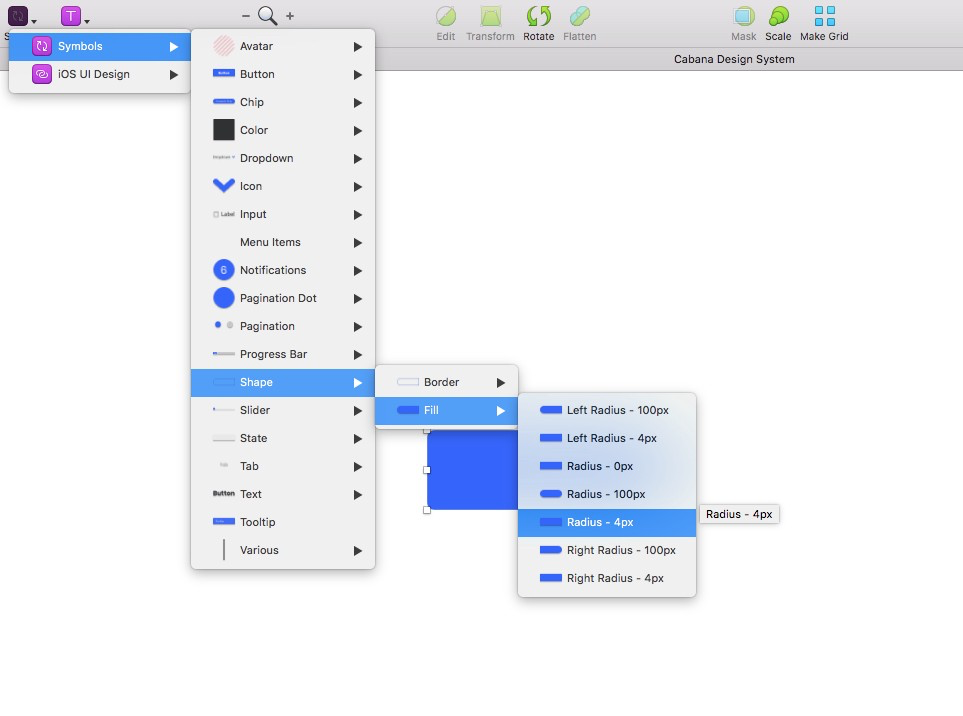 Edit
Transform
Rotate
Flatten
Mask
Scale
Make Grid
Cabana Design System
Symbols
iOS UI Design
Avatar
Button
Chip
Color
Dropdown
Icon
Input
Menu Items
6 Notifications
Pagination Dot
Pagination
Progress Bar
Shape
Slider
State
Tab
Button Text
Tooltip
Various
Border
Fill
Left Radius - 100px
Left Radius - 4px
Radius - 0px
Radius - 100px
Radius - 4px
Right Radius - 100px
Right Radius - 4px
Radius - 4px